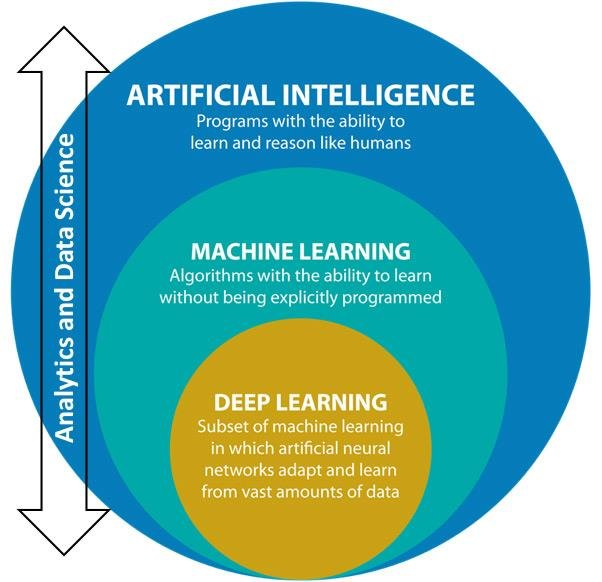 ARTIFICIAL INTELLIGENCE
Programs with the ability to
learn and reason like humans
Analytics and Data Science
MACHINE LEARNING
Algorithms with the ability to learn
without being explicitly programmed
DEEP LEARNING
Subset of machine learning
in which artificial neural
networks adapt and learn
from vast amounts of data